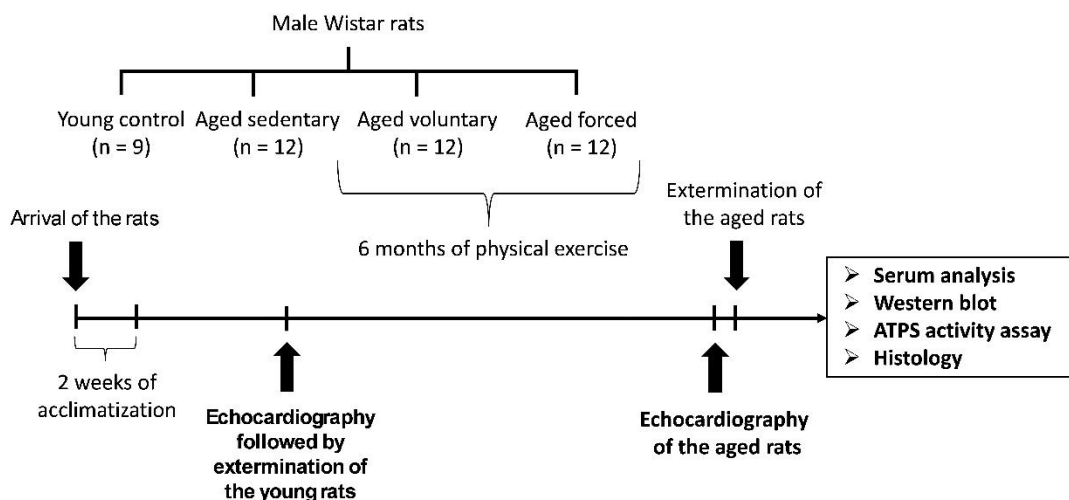 Male Wistar rats
Young control
(n = 9)
Aged sedentary
(n = 12)
Aged voluntary
(n = 12)
Aged forced
(n = 12)
6 months of physical exercise
Arrival of the rats
Extermination of
the aged rats
2 weeks of
acclimatization
Echocardiography
followed by
extermination of
the young rats
Echocardiography
of the aged rats
➢ Serum analysis
➢ Western blot
➢ ATPS activity assay
➢ Histology